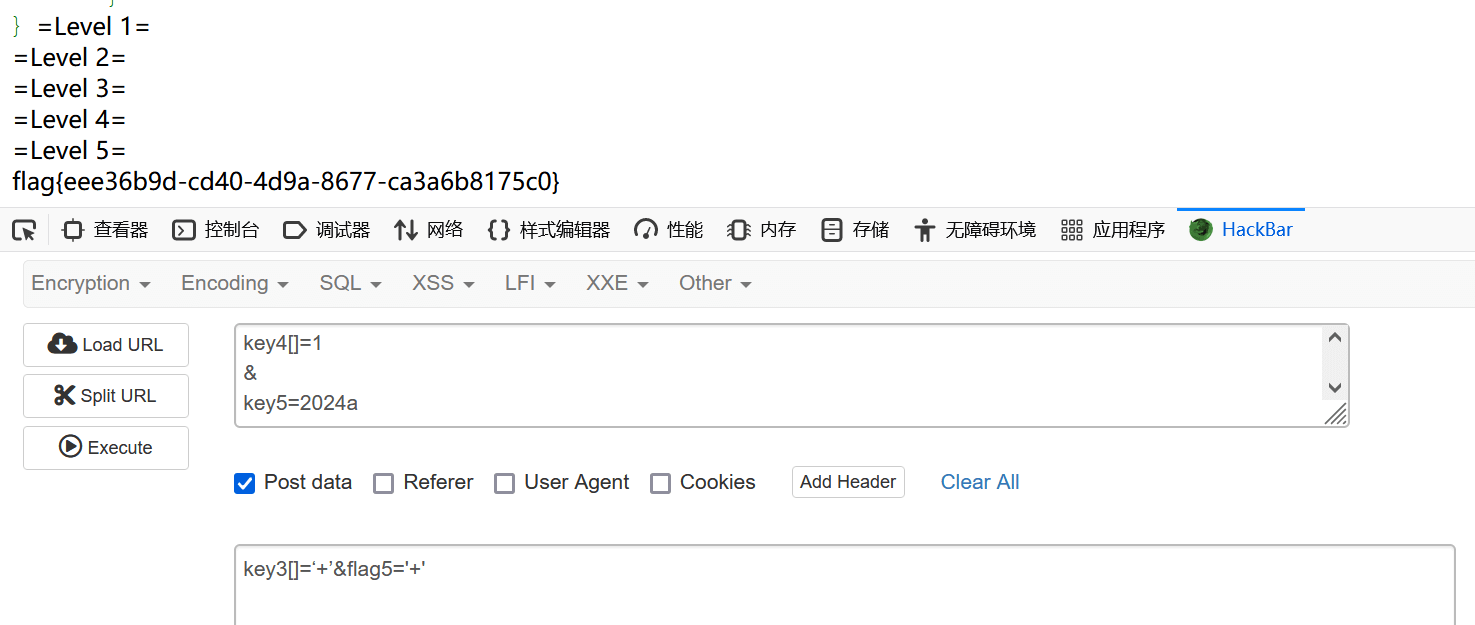 } =Level 1=
=Level 2=
=Level 3=
=Level 4=
=Level 5=
flag{eee36b9d-cd40-4d9a-8677-ca3a6b8175c0}
查看器 控制台 调试器 网络 样式编辑器 性能 内存 存储 无障碍环境 应用程序 HackBar
Encryption Encoding SQL XSS LFI XXE Other
Load URL
Split URL
Execute
key4[]=1
&
key5=2024a
Post data Referer User Agent Cookies Add Header Clear All
key3[]=‘+’&flag5='+'